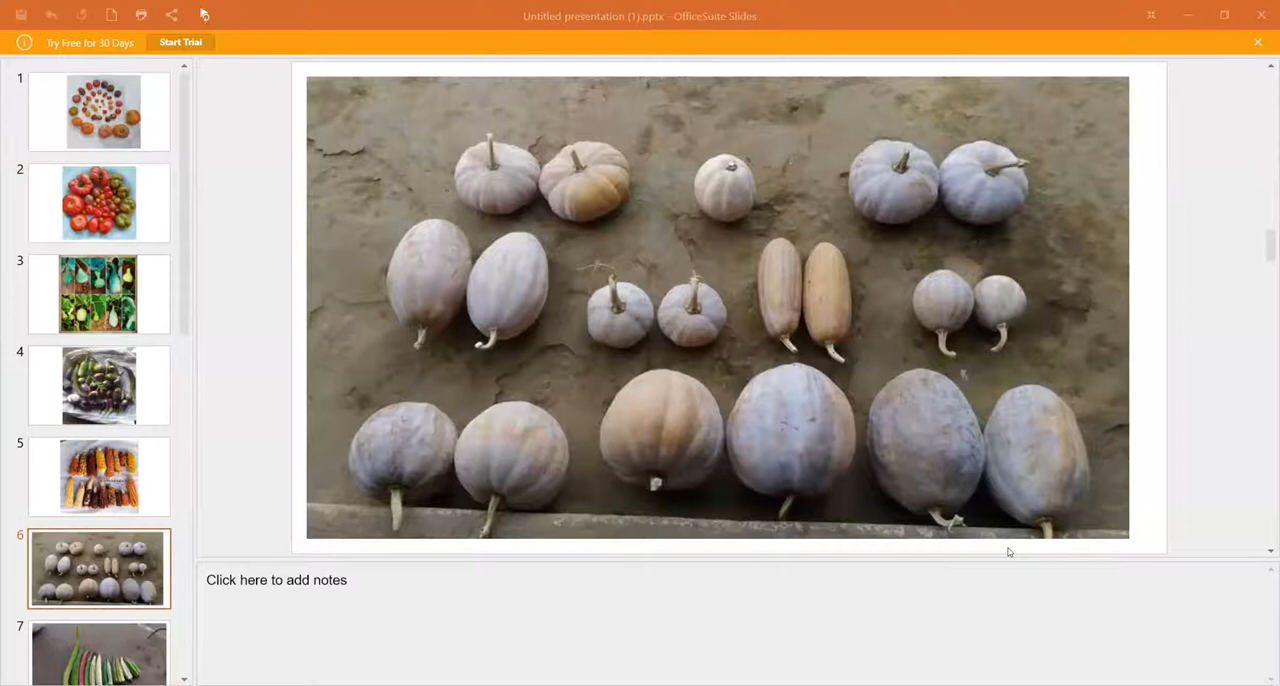 Untitled presentation (1).pptx - OfficeSuite Slides
Try Free for 30 Days
Start Trial
1
2
3
4
5
6
7
Click here to add notes